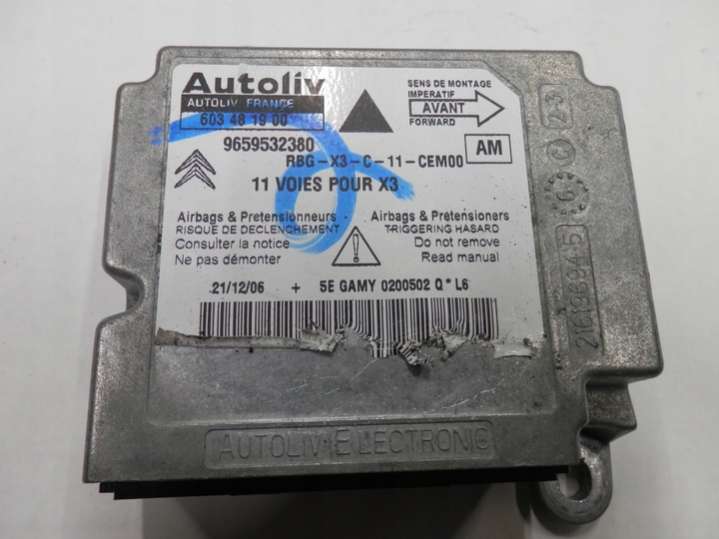 Autoliv
AUTOLIV FRANCE
603 48 19 00
9659532380
RBG-X3-C-11-CEM00
11 VOIES POUR X3
SENS DE MONTAGE
IMPERATIF
AVANT
FORWARD
AM
Airbags & Pretensionneurs
RISQUE DE DECLENCHEMENT
Consulter la notice
Ne pas démonter
Airbags & Pretensioners
TRIGGERING HASARD
Do not remove
Read manual
21/12/06 + 5E GAMY 0200502 Q * L6
AUTOLIV ELECTRONIC